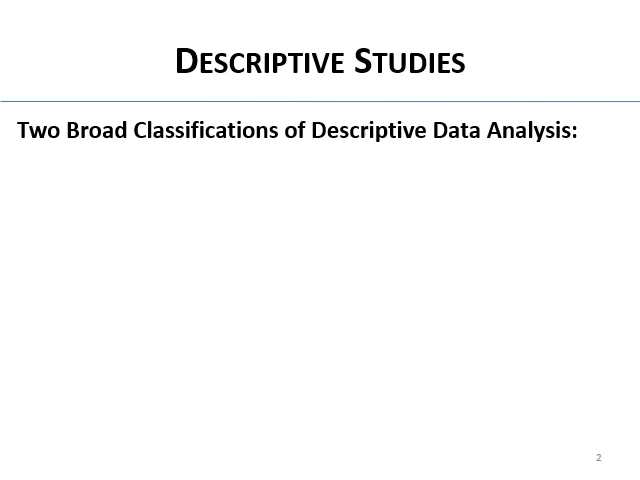 DESCRIPTIVE STUDIES
Two Broad Classifications of Descriptive Data Analysis:
2